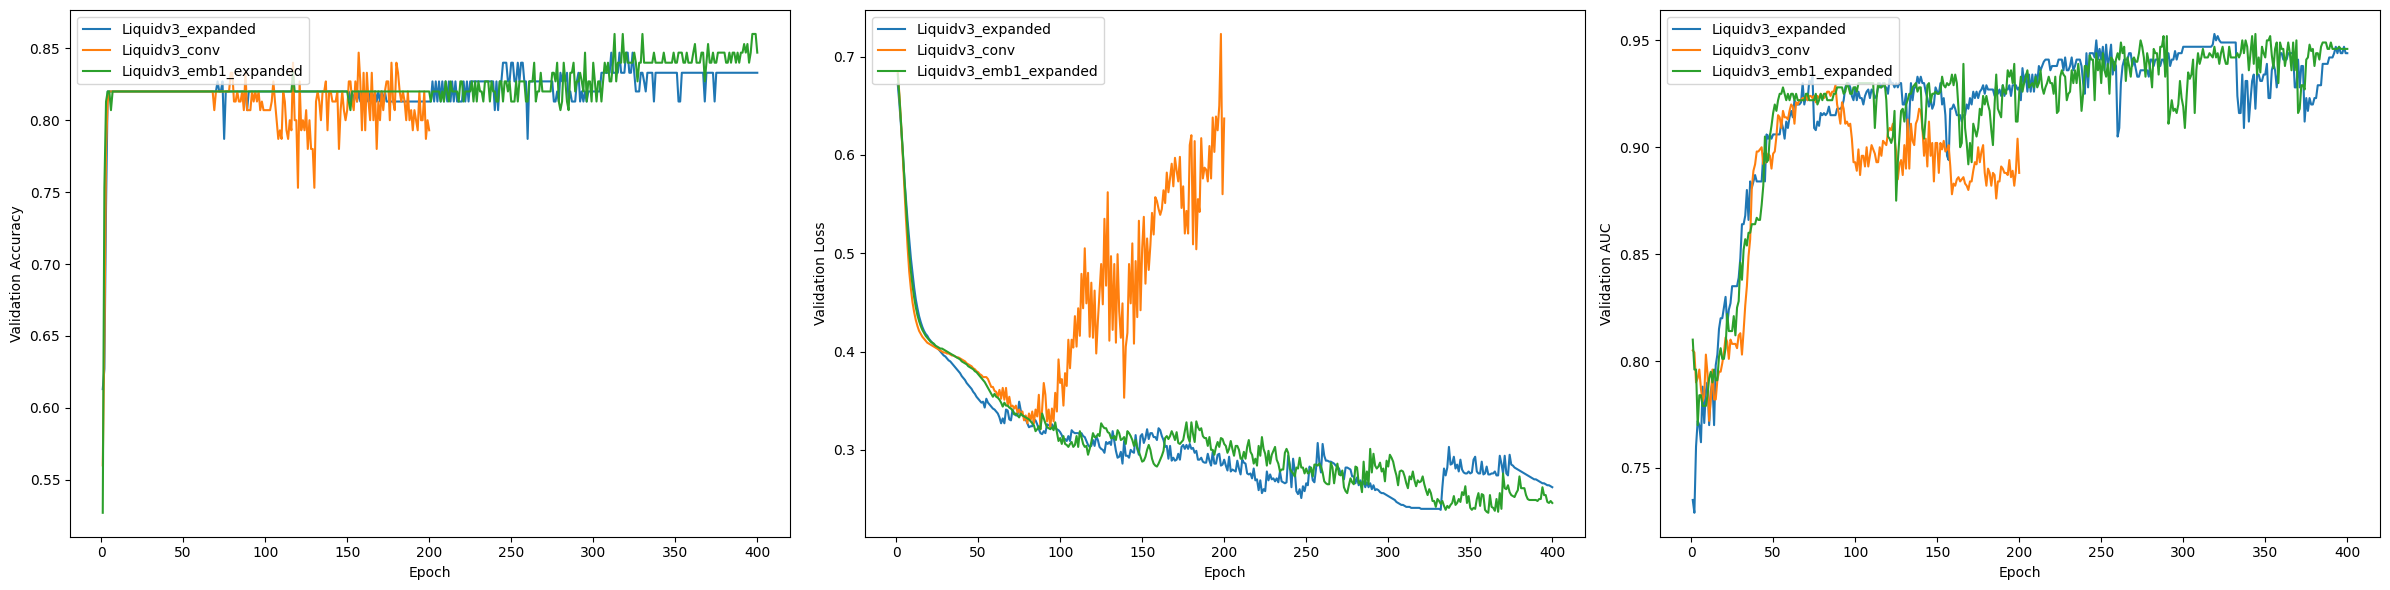 Liquidv3_expanded
Liquidv3_conv
Liquidv3_emb1_expanded
0.85
0.80
0.75
0.70
0.65
0.60
0.55
Validation Accuracy
0 50 100 150 200 250 300 350 400
Epoch
Liquidv3_expanded
Liquidv3_conv
Liquidv3_emb1_expanded
0.7
0.6
0.5
0.4
0.3
Validation Loss
0 50 100 150 200 250 300 350 400
Epoch
Liquidv3_expanded
Liquidv3_conv
Liquidv3_emb1_expanded
0.95
0.90
0.85
0.80
0.75
Validation AUC
0 50 100 150 200 250 300 350 400
Epoch